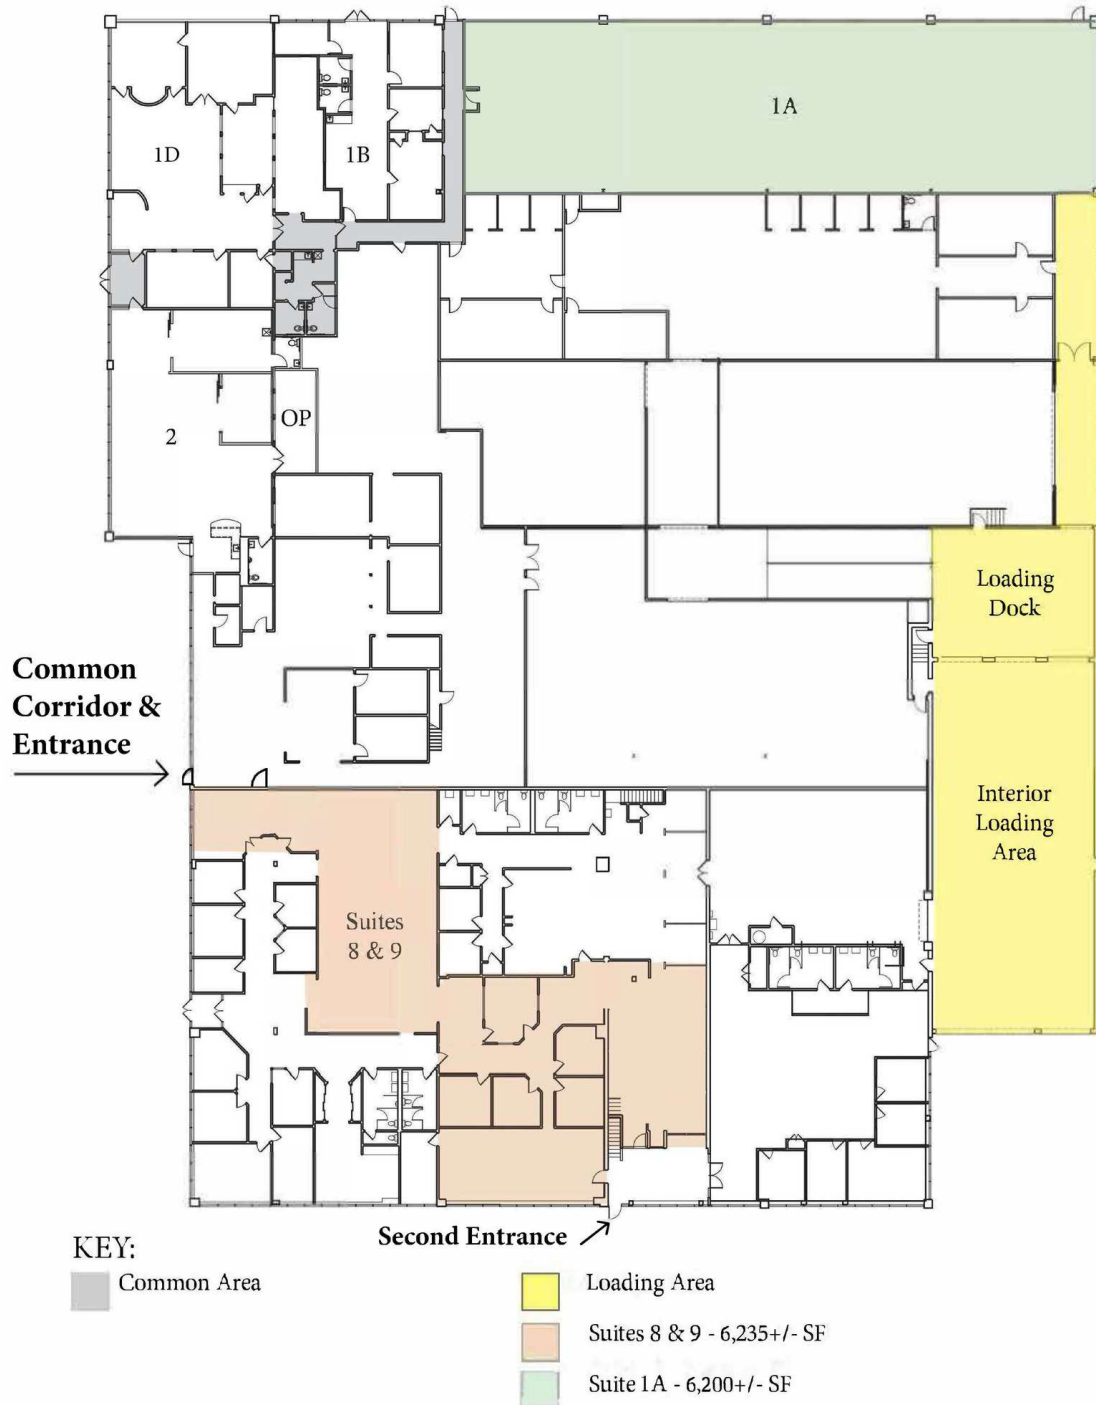 1A
1D
1B
2
OP
Loading
Dock
Common
Corridor &
Entrance
Interior
Loading
Area
Suites
8 & 9
Second Entrance
KEY:
Common Area
Loading Area
Suites 8 & 9 - 6,235+/- SF
Suite 1A - 6,200+/- SF